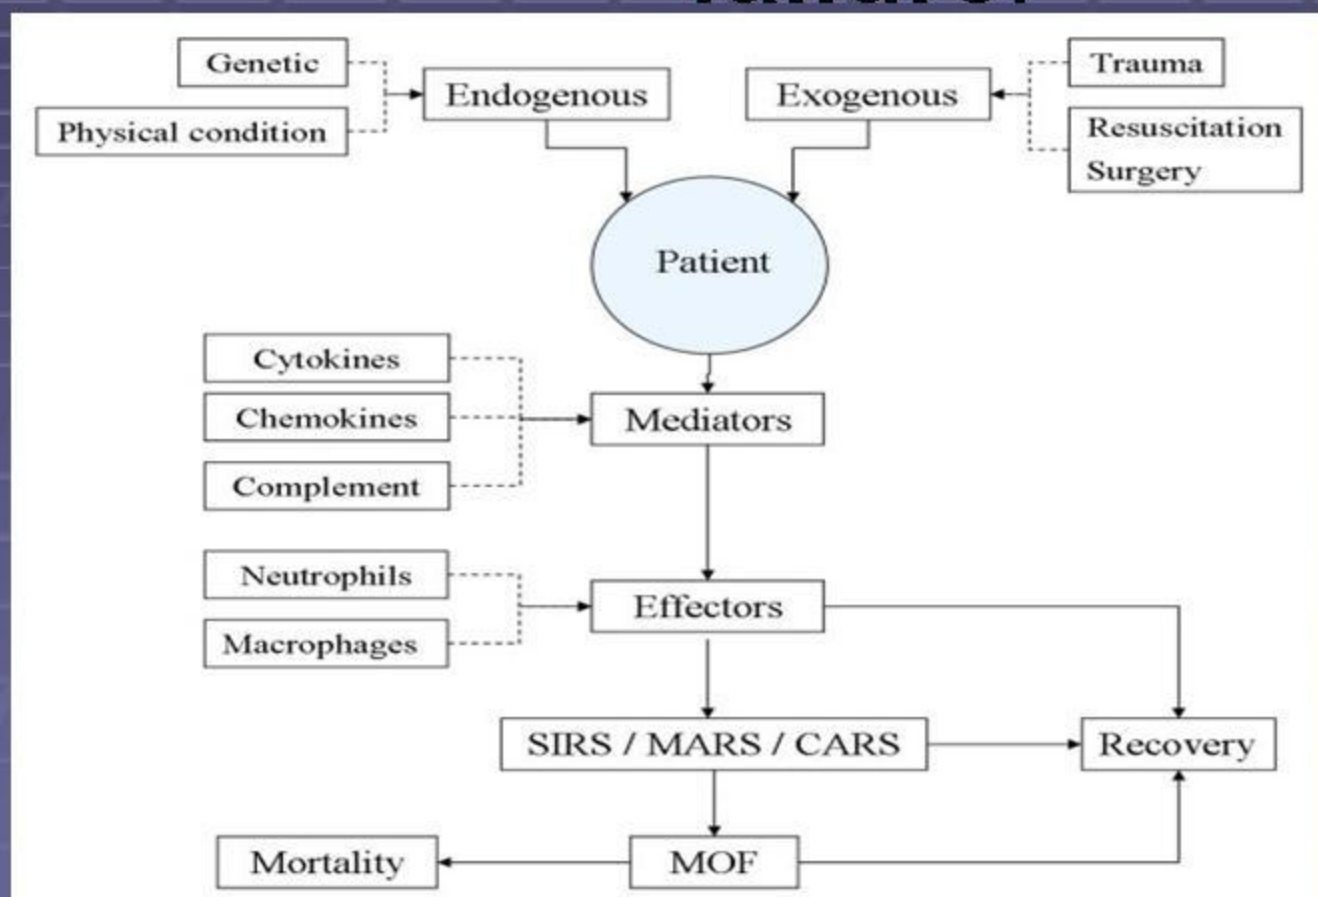 Genetic
Physical condition
Endogenous
Exogenous
Trauma
Resuscitation
Surgery
Patient
Cytokines
Chemokines
Complement
Mediators
Neutrophils
Macrophages
Effectors
SIRS / MARS / CARS
Recovery
Mortality
MOF